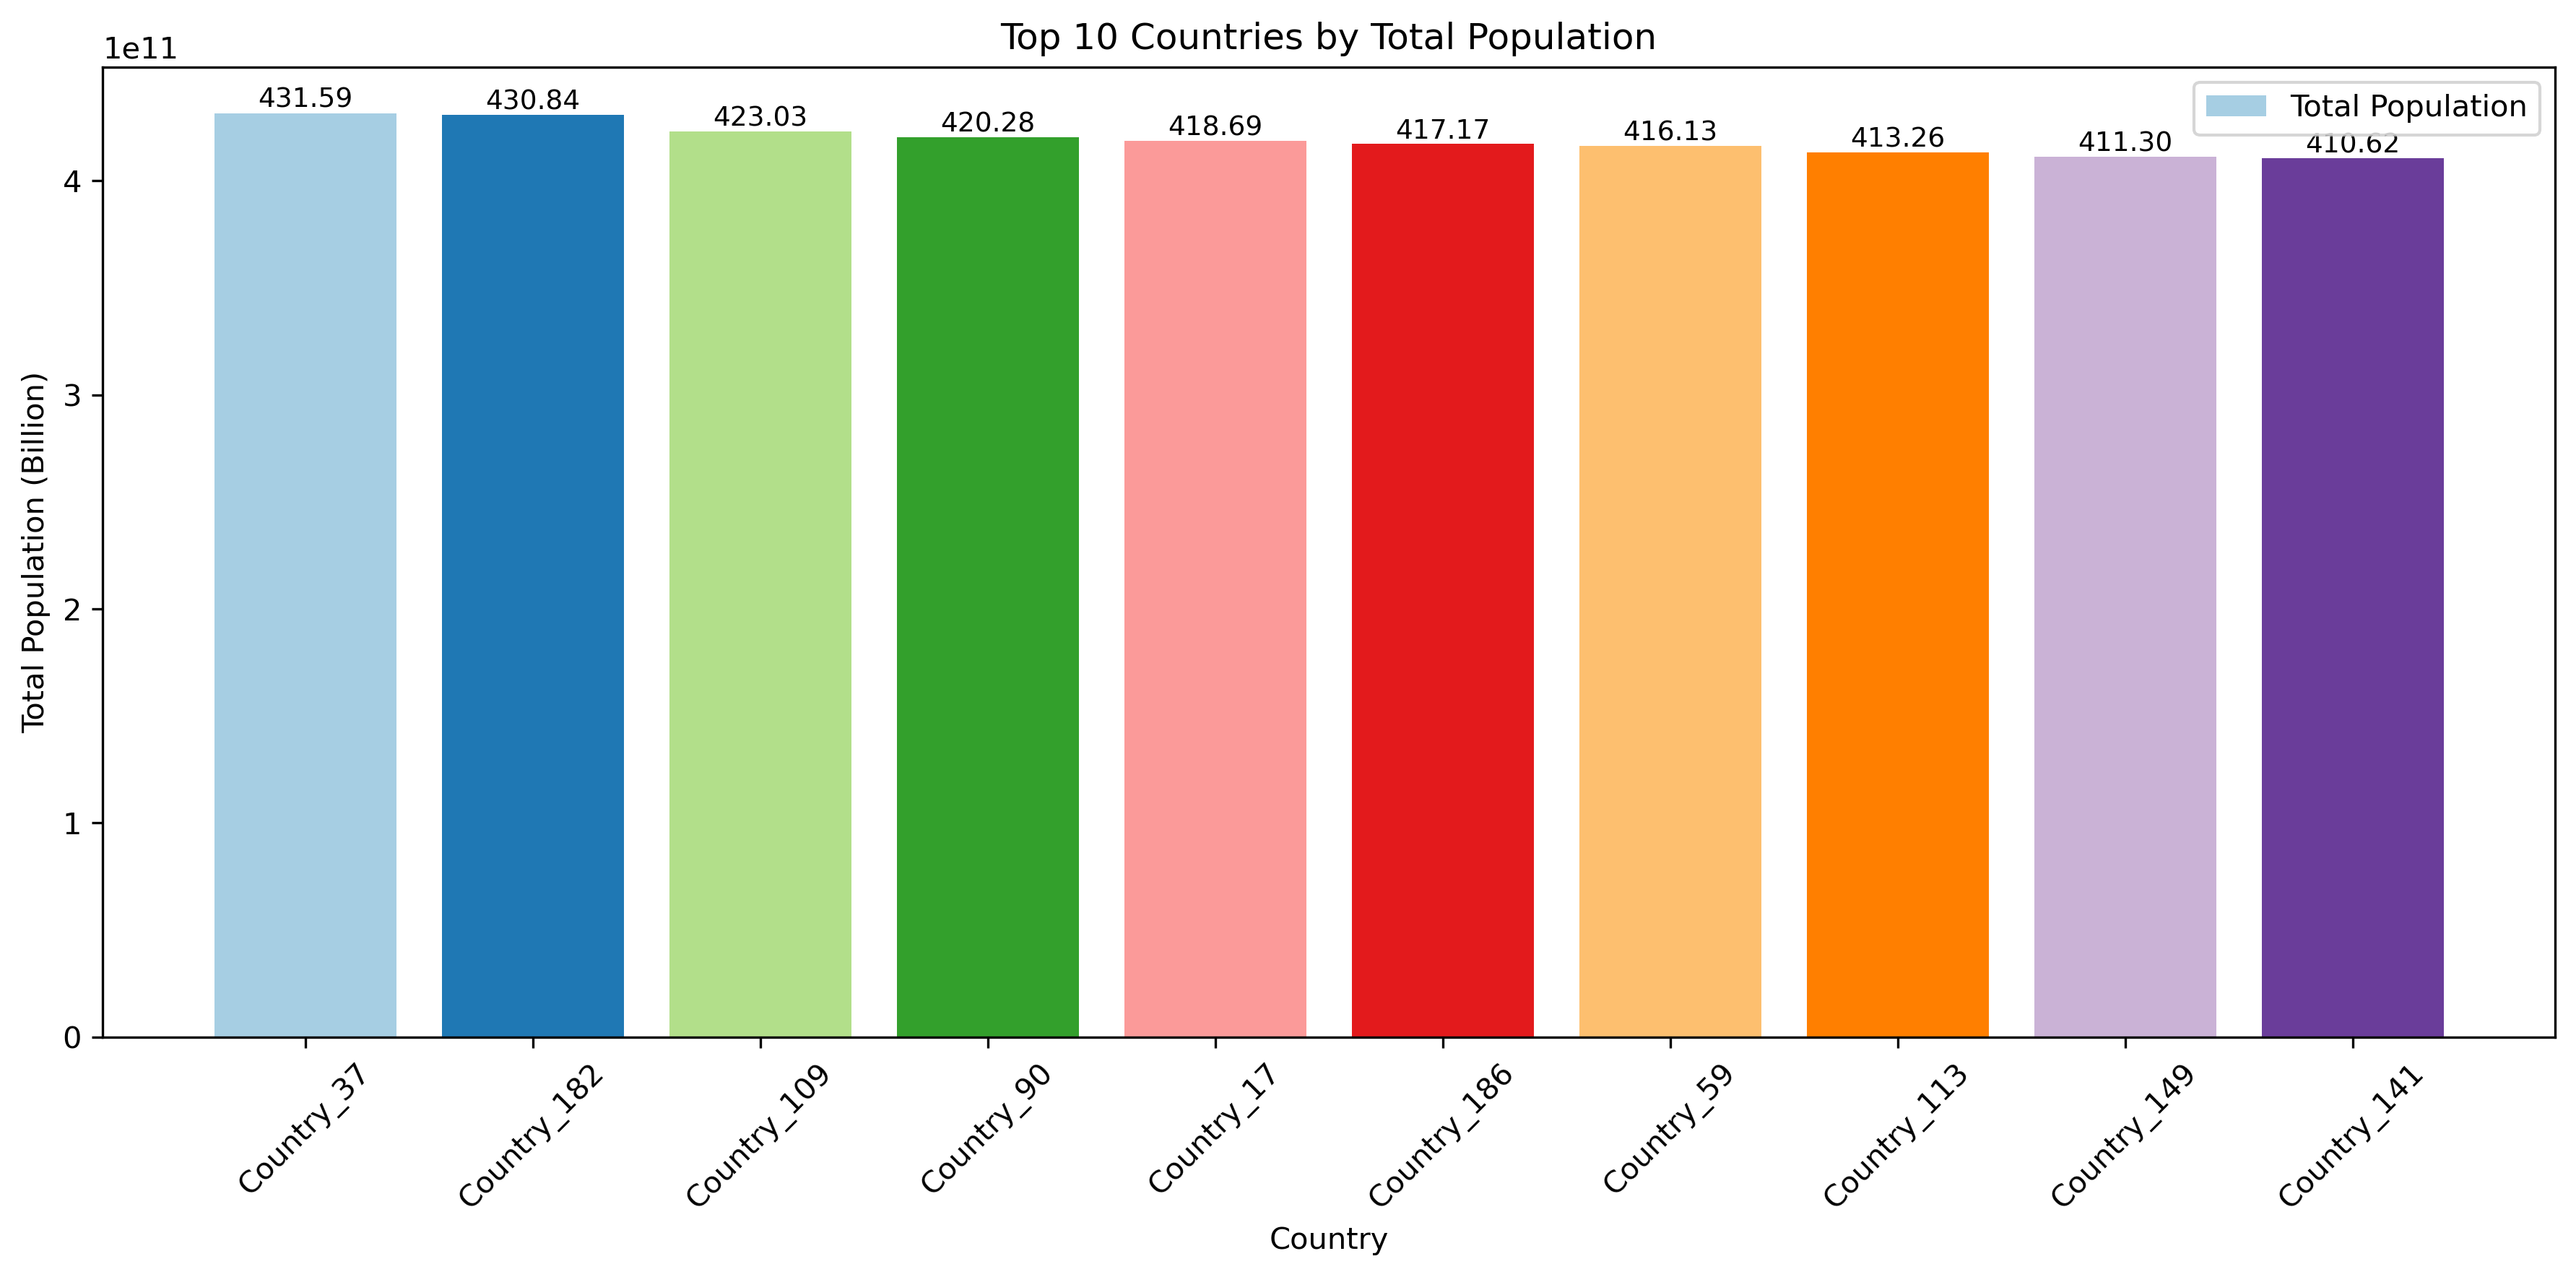 Top 10 Countries by Total Population
1e11
Total Population
431.59
430.84
423.03
420.28
418.69
417.17
416.13
413.26
411.30
410.62
4
3
2
1
0
Total Population (Billion)
Country_37
Country_182
Country_109
Country_90
Country_17
Country_186
Country_59
Country_113
Country_149
Country_141
Country